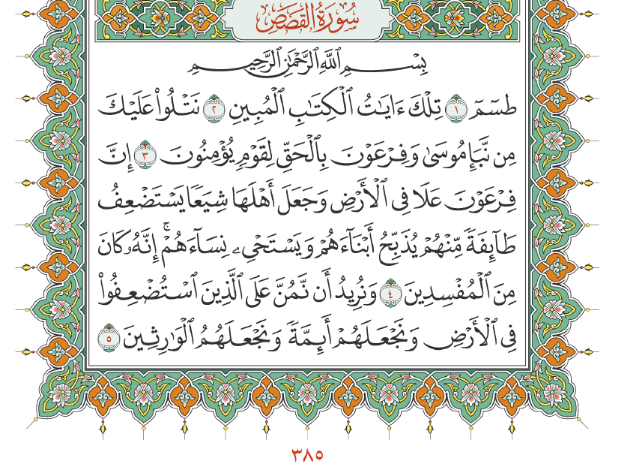 سُورَةُ القَصَصِ
بِسْمِ ٱللَّهِ ٱلرَّحْمَٰنِ ٱلرَّحِيمِ
طسٓمٓ ١ تِلْكَ ءَايَٰتُ ٱلْكِتَٰبِ ٱلْمُبِينِ ٢ نَتْلُوا۟ عَلَيْكَ
مِن نَّبَإِ مُوسَىٰ وَفِرْعَوْنَ بِٱلْحَقِّ لِقَوْمٍ يُؤْمِنُونَ ٣ إِنَّ
فِرْعَوْنَ عَلَا فِى ٱلْأَرْضِ وَجَعَلَ أَهْلَهَا شِيَعًا يَسْتَضْعِفُ
طَآئِفَةً مِّنْهُمْ يُذَبِّحُ أَبْنَآءَهُمْ وَيَسْتَحْىِۦ نِسَآءَهُمْ ۚ إِنَّهُۥ كَانَ
مِنَ ٱلْمُفْسِدِينَ ٤ وَنُرِيدُ أَن نَّمُنَّ عَلَى ٱلَّذِينَ ٱسْتُضْعِفُوا۟
فِى ٱلْأَرْضِ وَنَجْعَلَهُمْ أَئِمَّةً وَنَجْعَلَهُمُ ٱلْوَٰرِثِينَ ٥
٣٨٥